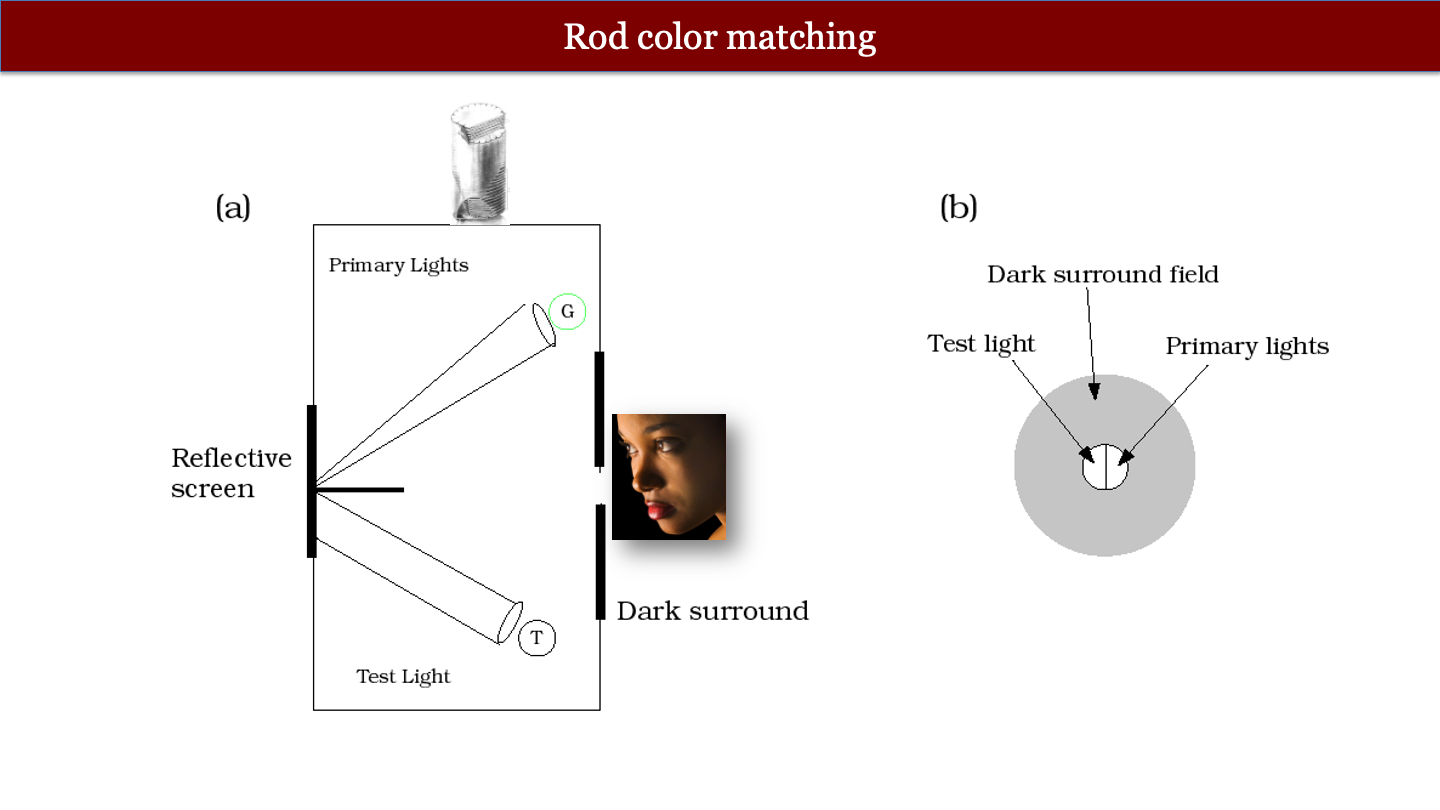 Rod color matching
(a)
Primary Lights
G
Reflective
screen
T
Test Light
Dark surround
(b)
Dark surround field
Test light
Primary lights